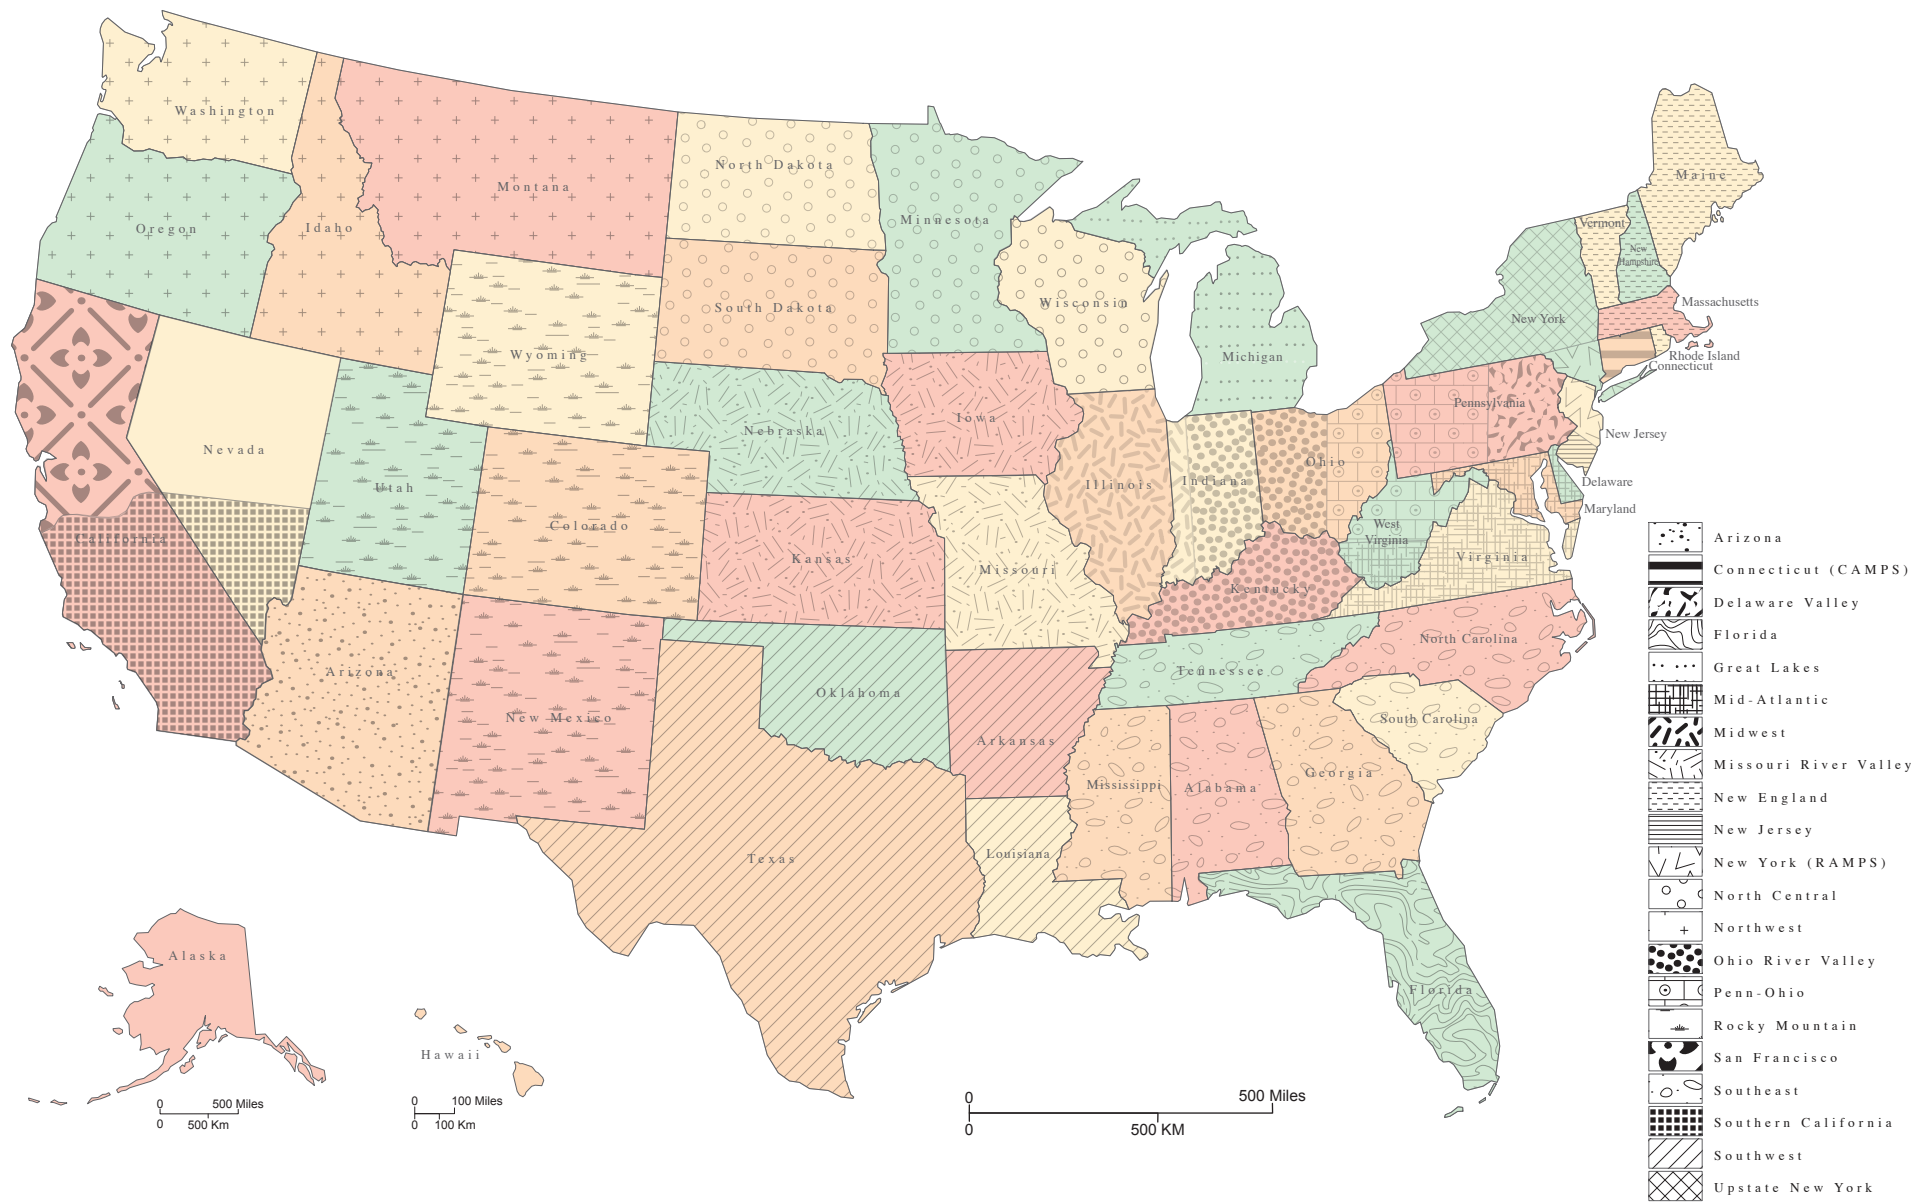 Washington
Oregon
Idaho
Montana
North Dakota
Minnesota
South Dakota
Wisconsin
Wyoming
Michigan
Maine
Vermont
New
Hampshire
New York
Massachusetts
Rhode Island
Connecticut
Nevada
Utah
Colorado
Nebraska
Iowa
Illinois
Indiana
Ohio
Pennsylvania
New Jersey
Delaware
Maryland
California
Kansas
Missouri
Kentucky
West
Virginia
Virginia
Arizona
New Mexico
Oklahoma
Arkansas
Tennessee
North Carolina
South Carolina
Texas
Louisiana
Mississippi
Alabama
Georgia
Florida
Alaska
Hawaii
0 500 Miles
0 500 Km
0 100 Miles
0 100 Km
0 500 Miles
0 500 KM
Arizona
Connecticut (CAMPS)
Delaware Valley
Florida
Great Lakes
Mid-Atlantic
Midwest
Missouri River Valley
New England
New Jersey
New York (RAMPS)
North Central
Northwest
Ohio River Valley
Penn-Ohio
Rocky Mountain
San Francisco
Southeast
Southern California
Southwest
Upstate New York